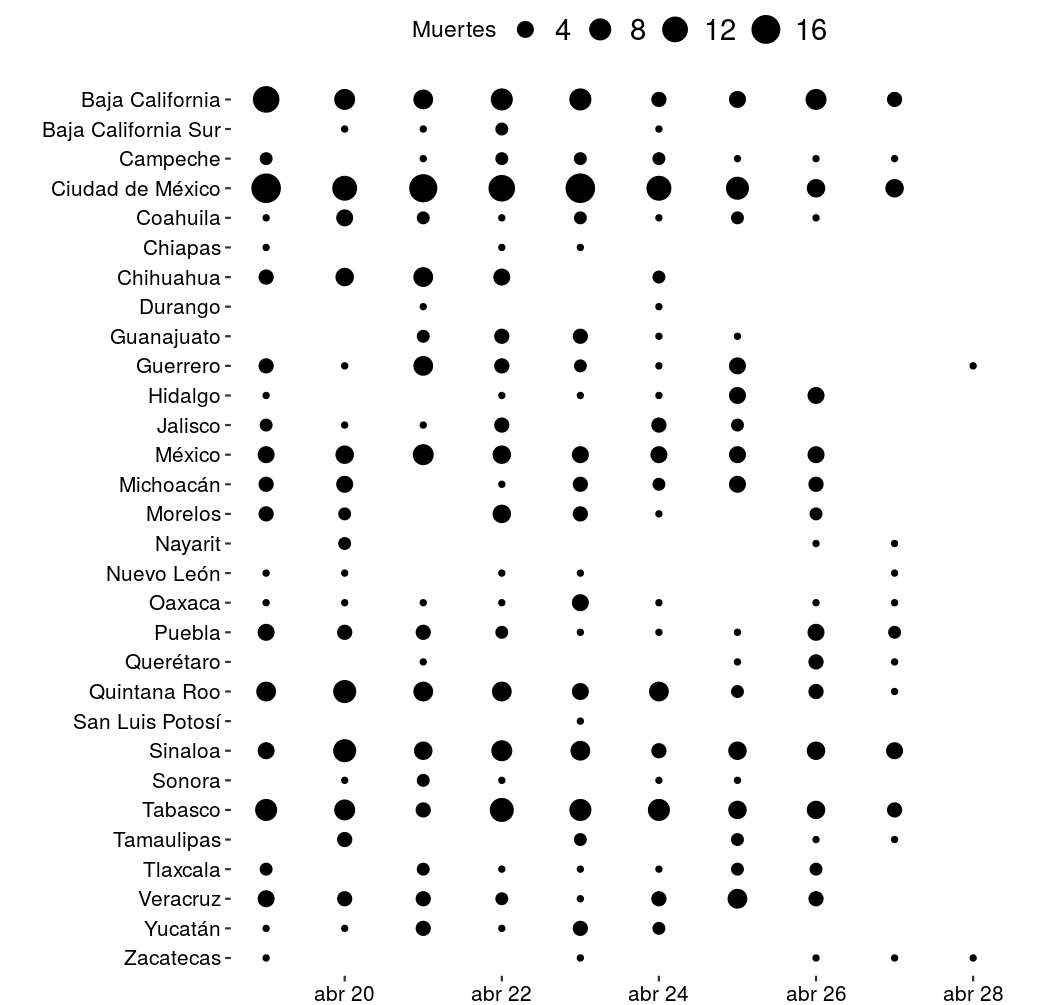 Muertes 4 8 12 16
Baja California
Baja California Sur
Campeche
Ciudad de México
Coahuila
Chiapas
Chihuahua
Durango
Guanajuato
Guerrero
Hidalgo
Jalisco
México
Michoacán
Morelos
Nayarit
Nuevo León
Oaxaca
Puebla
Querétaro
Quintana Roo
San Luis Potosí
Sinaloa
Sonora
Tabasco
Tamaulipas
Tlaxcala
Veracruz
Yucatán
Zacatecas
abr 20 abr 22 abr 24 abr 26 abr 28